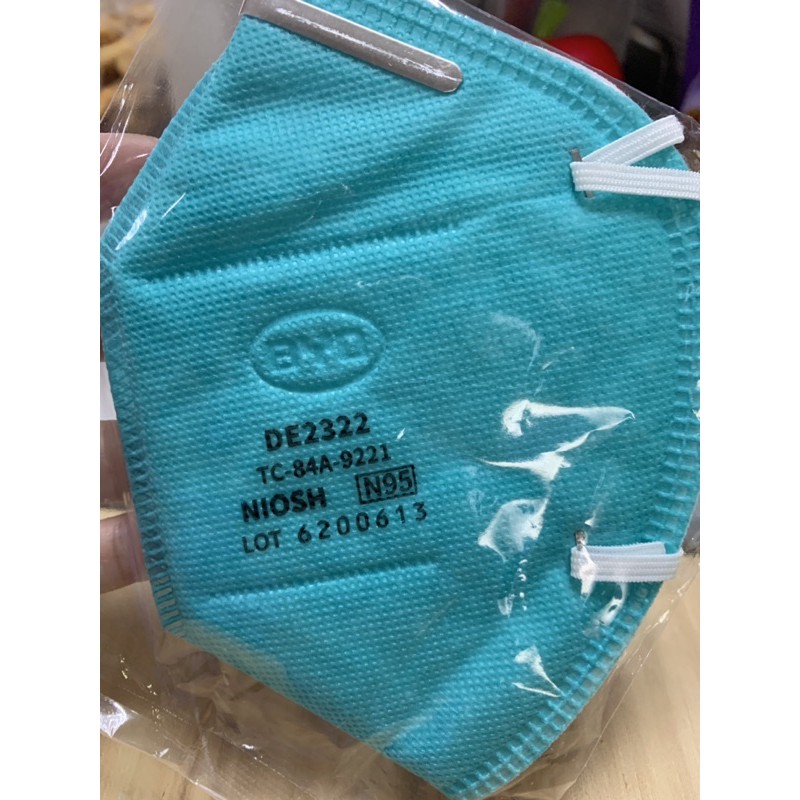 BYD
DE2322
TC-84A-9221
NIOSH N95
LOT 6200613